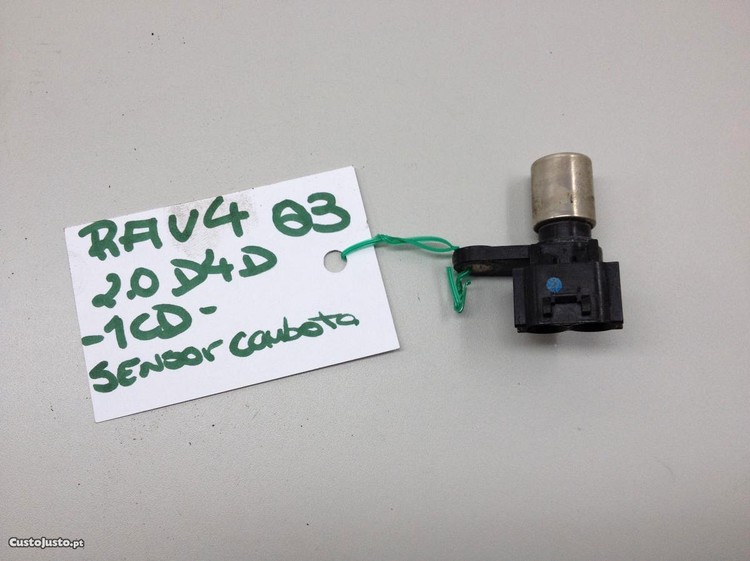 RAV4 03
2.0 D4D
-1CD-
SENSOR Cambota
CustoJusto.pt